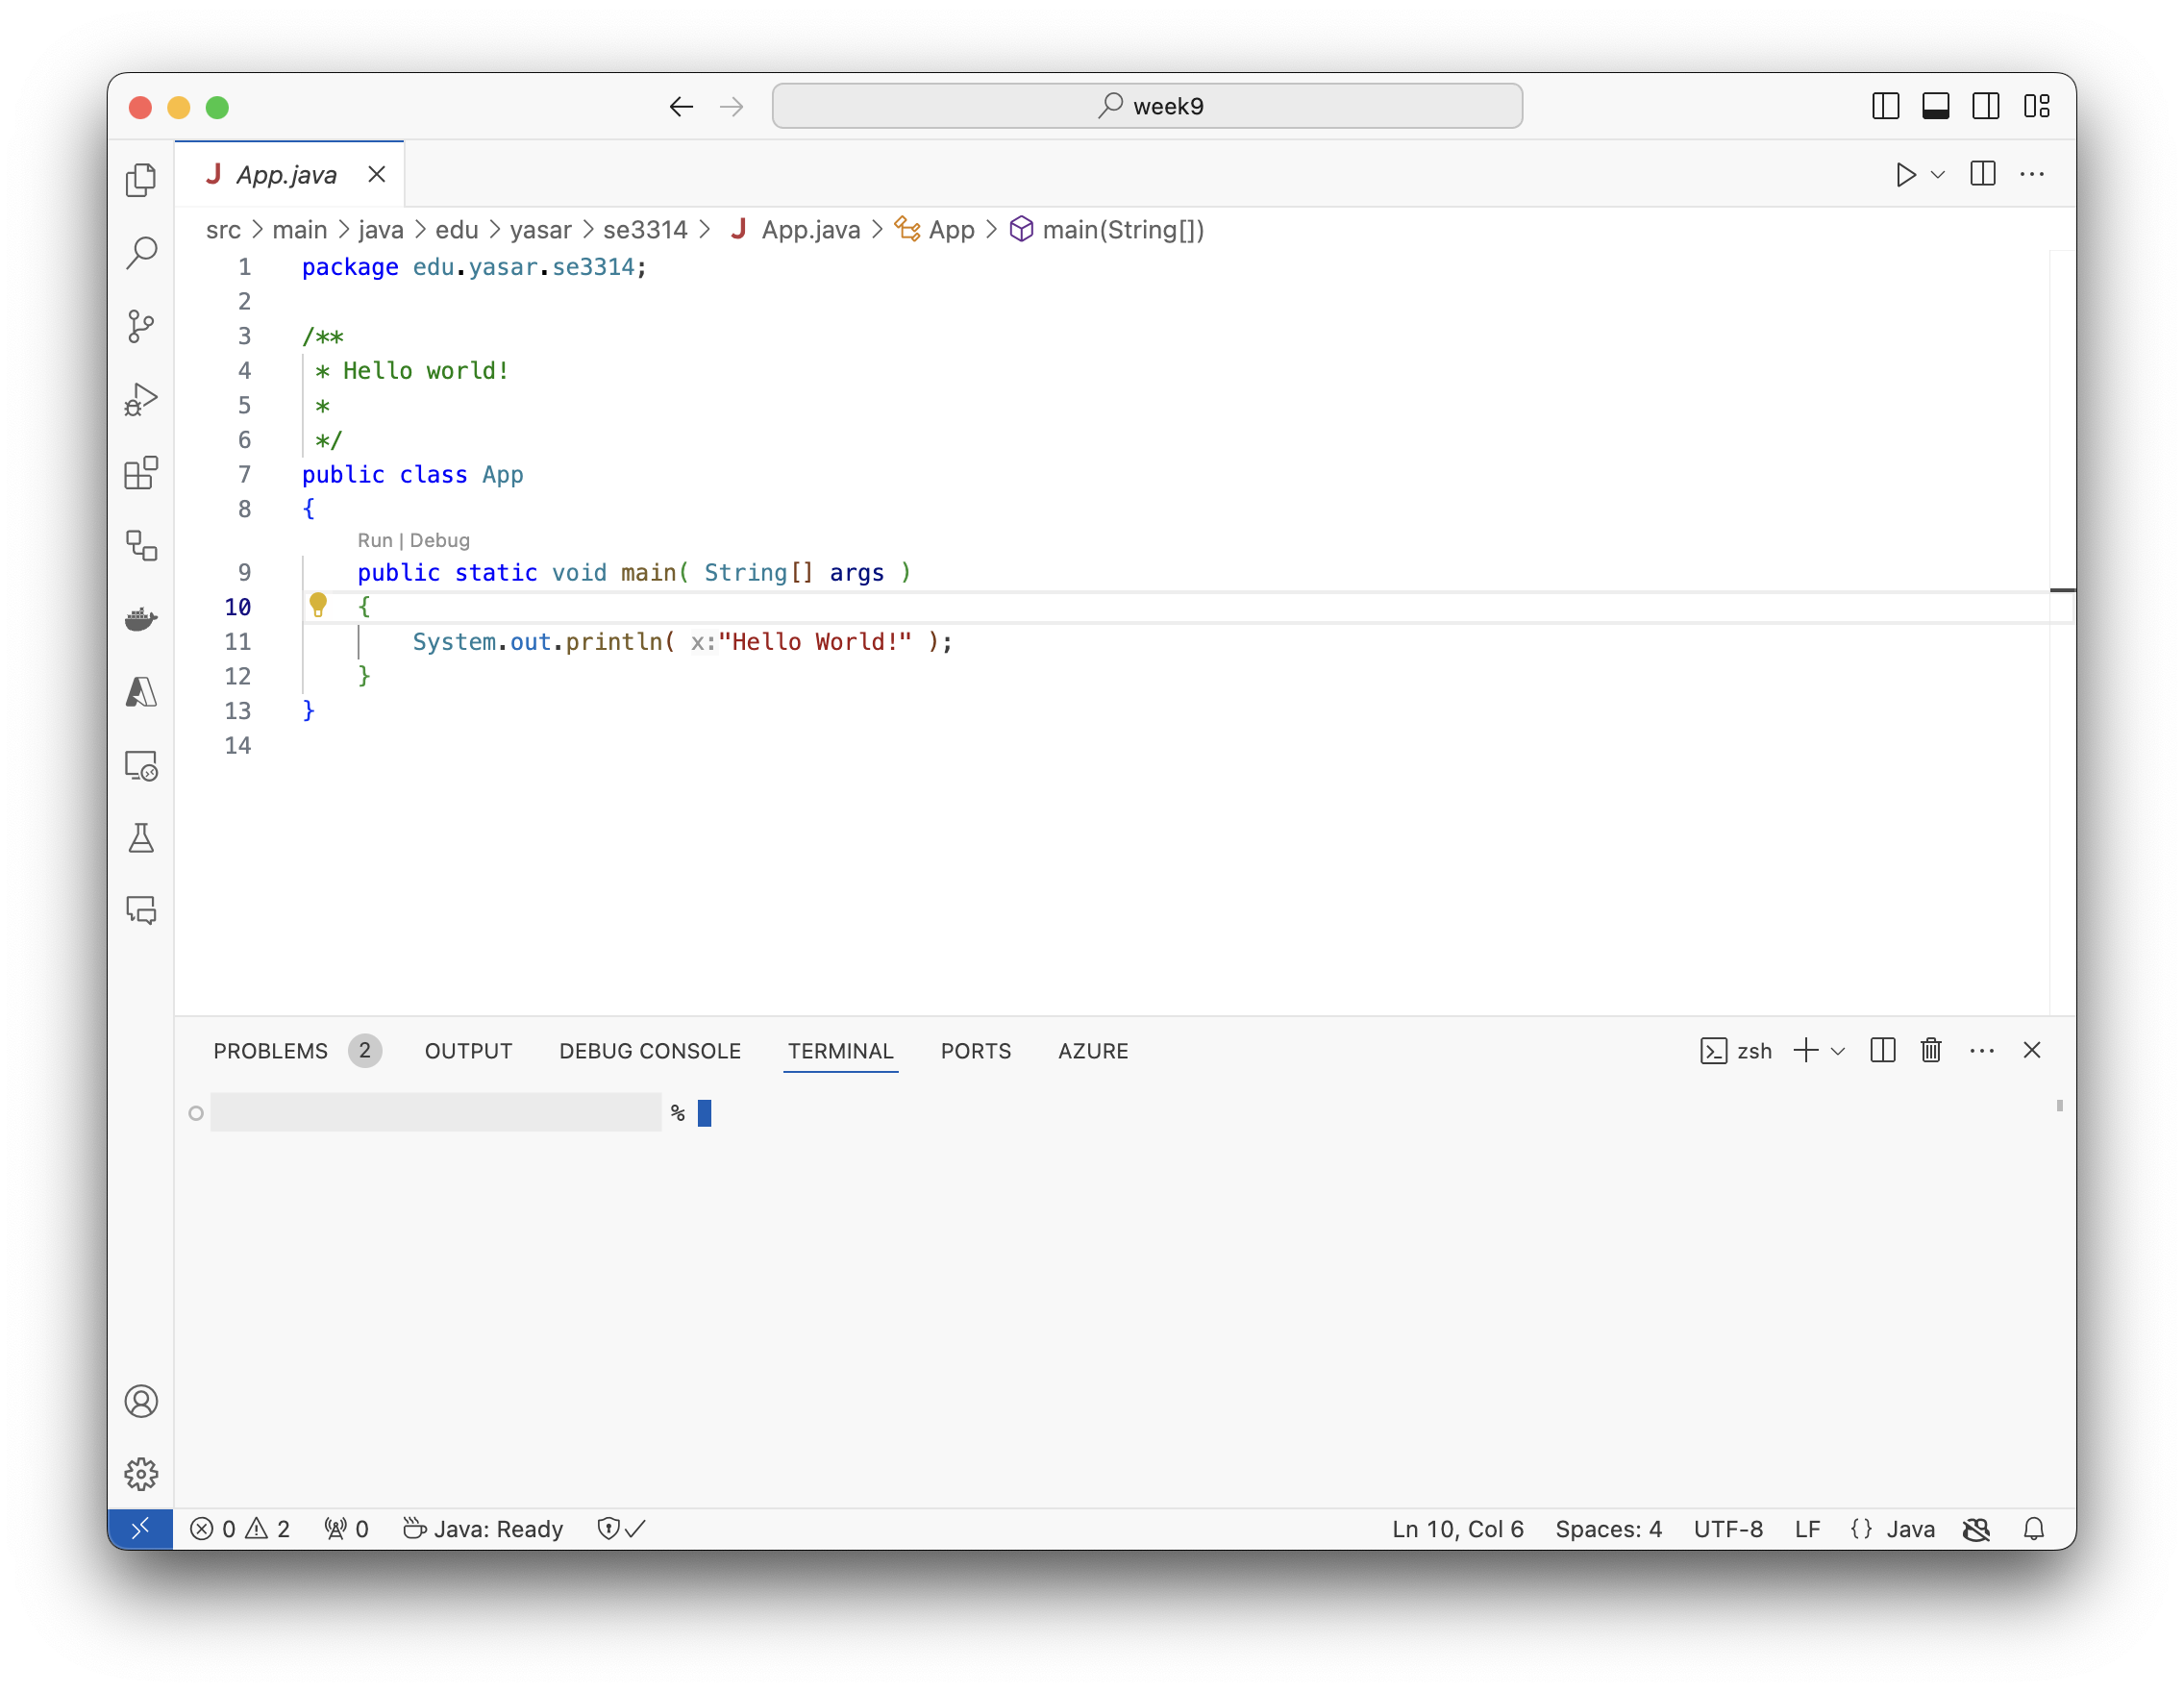 week9
J App.java
src > main > java > edu > yasar > se3314 > J App.java > App > main(String[])
1 package edu.yasar.se3314;
2
3 /**
4 * Hello world!
5 *
6 */
7 public class App
8 {
Run | Debug
9 public static void main( String[] args )
10 {
11 System.out.println( x:"Hello World!" );
12 }
13 }
14
PROBLEMS 2 OUTPUT DEBUG CONSOLE TERMINAL PORTS AZURE zsh
%
0 2 0 Java: Ready Ln 10, Col 6 Spaces: 4 UTF-8 LF {} Java